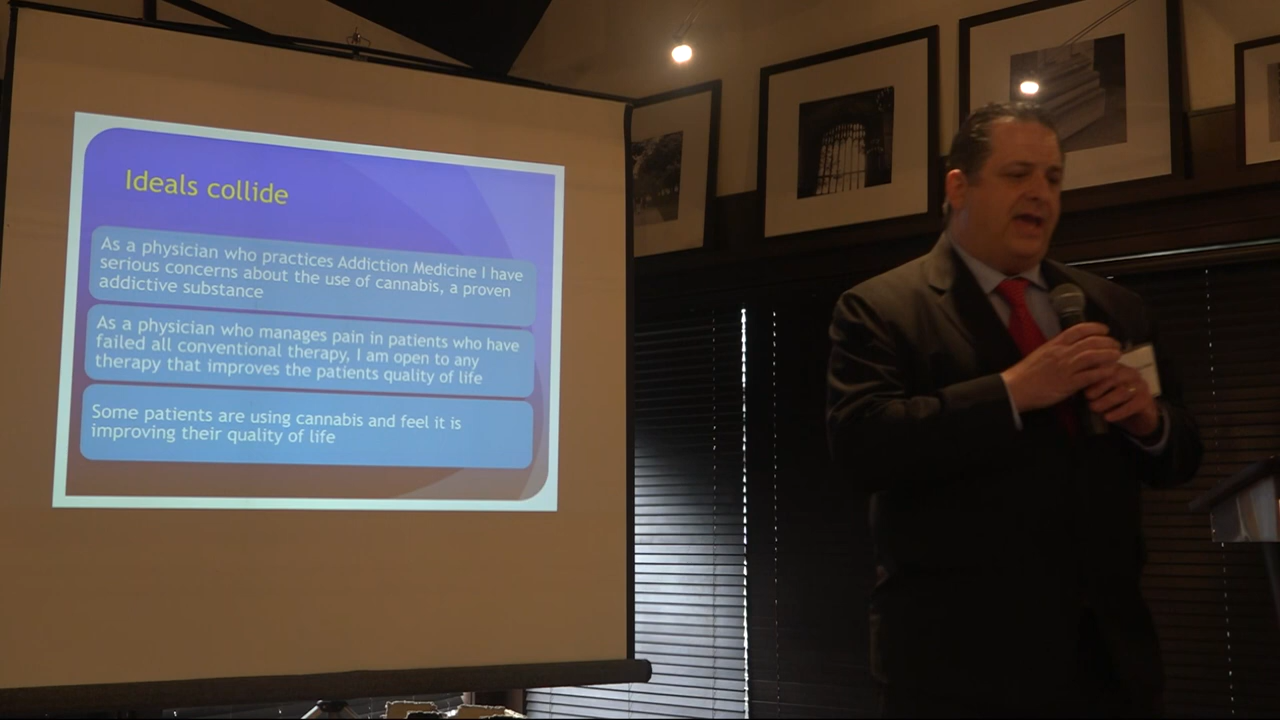 Ideals collide
As a physician who practices Addiction Medicine I have
serious concerns about the use of cannabis, a proven
addictive substance
As a physician who manages pain in patients who have
failed all conventional therapy, I am open to any
therapy that improves the patients quality of life
Some patients are using cannabis and feel it is
improving their quality of life